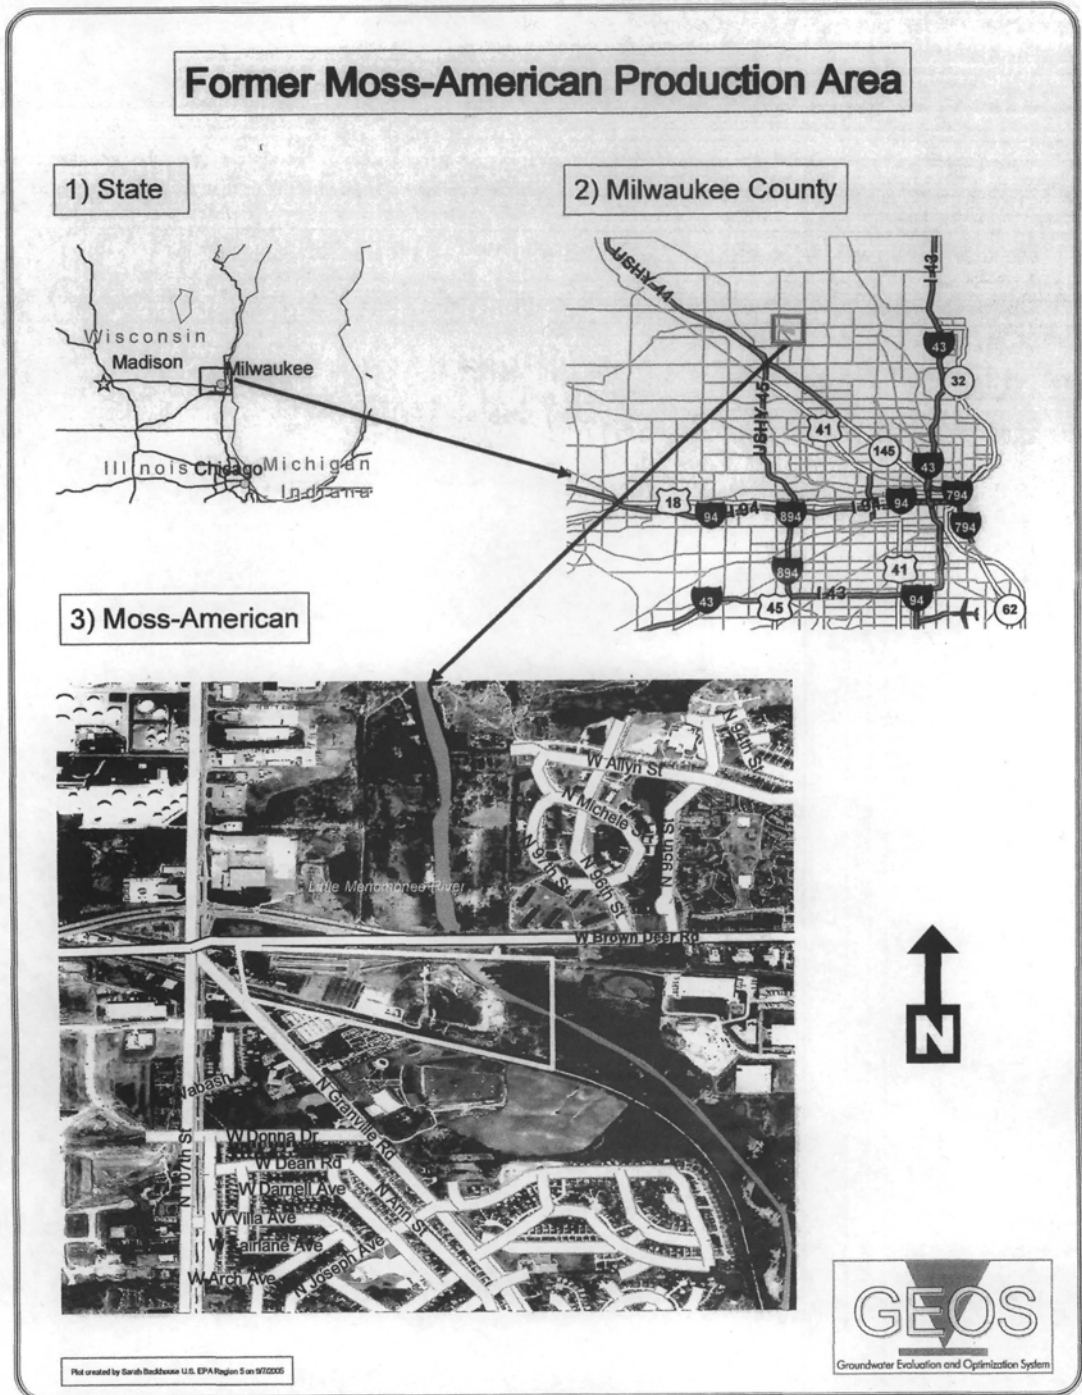 Former Moss-American Production Area
1) State
2) Milwaukee County
Wisconsin
Madison
Milwaukee
Illinois
Chicago
Michigan
Indiana
USHY 41
I-43
43
32
USHY 45
41
145
43
18
94
I-94
894
I-94
94
794
794
894
41
43
45
I-43
94
62
3) Moss-American
N 94th St
W Allyn St
N Michele St
N 97th St
N 96th St
N 95th St
Little Menomonee River
W Brown Deer Rd
Wabash
N Granville Rd
N 107th St
W Donna Dr
W Dean Rd
W Darnell Ave
N Ann St
W Villa Ave
W Fairlane Ave
N Joseph Ave
W Arch Ave
N
GEOS
Groundwater Evaluation and Optimization System
Plot created by Sarah Backhouse U.S. EPA Region 5 on 9/7/2005